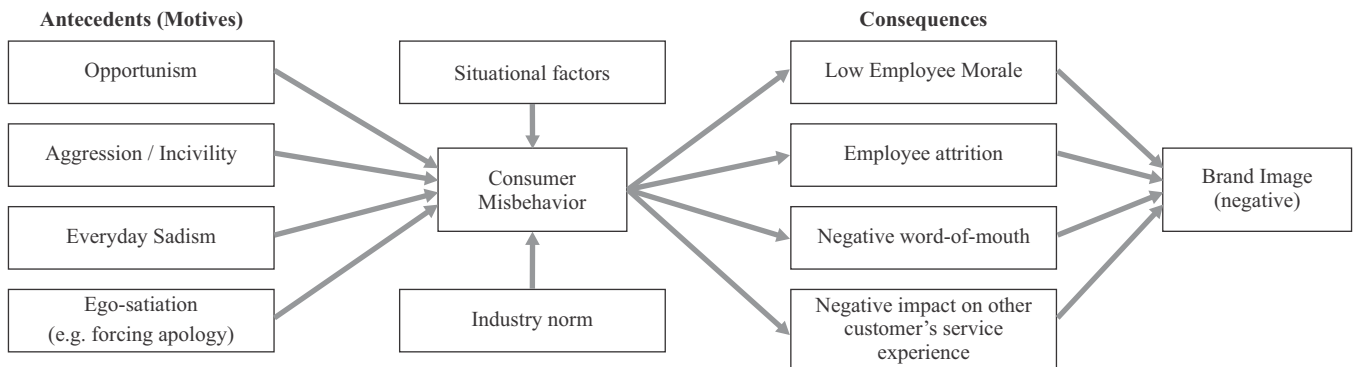 Antecedents (Motives)
Consequences
Opportunism
Situational factors
Low Employee Morale
Aggression / Incivility
Consumer
Misbehavior
Employee attrition
Brand Image
(negative)
Everyday Sadism
Negative word-of-mouth
Ego-satiation
(e.g. forcing apology)
Industry norm
Negative impact on other
customer’s service
experience